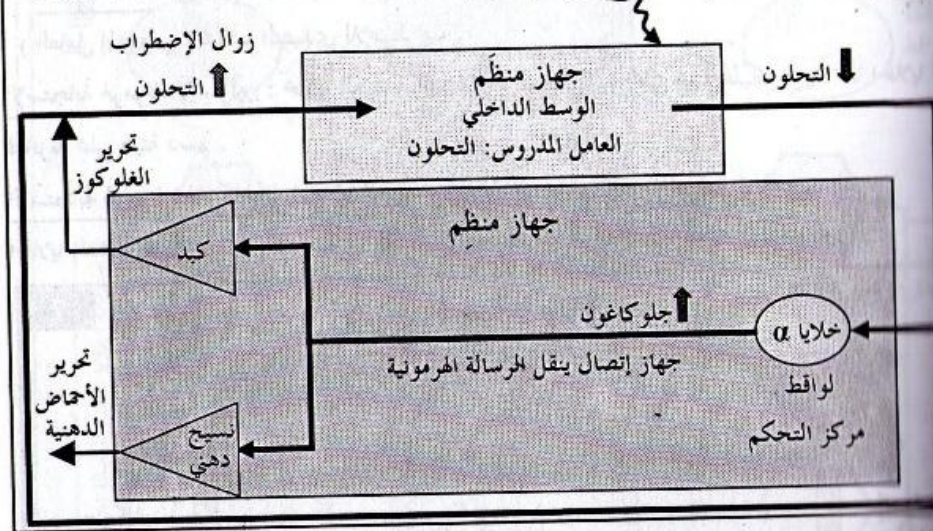 زوال الإضطراب
التحلون
جهاز منظَم
الوسط الداخلي
العامل المدروس: التحلون
التحلون
تحرير
الغلوكوز
جهاز منظِم
كبد
جلوكاغون
خلايا α
جهاز إتصال ينقل الرسالة الهرمونية
لواقط
مركز التحكم
تحرير
الأحماض
الدهنية
نسيج
دهني